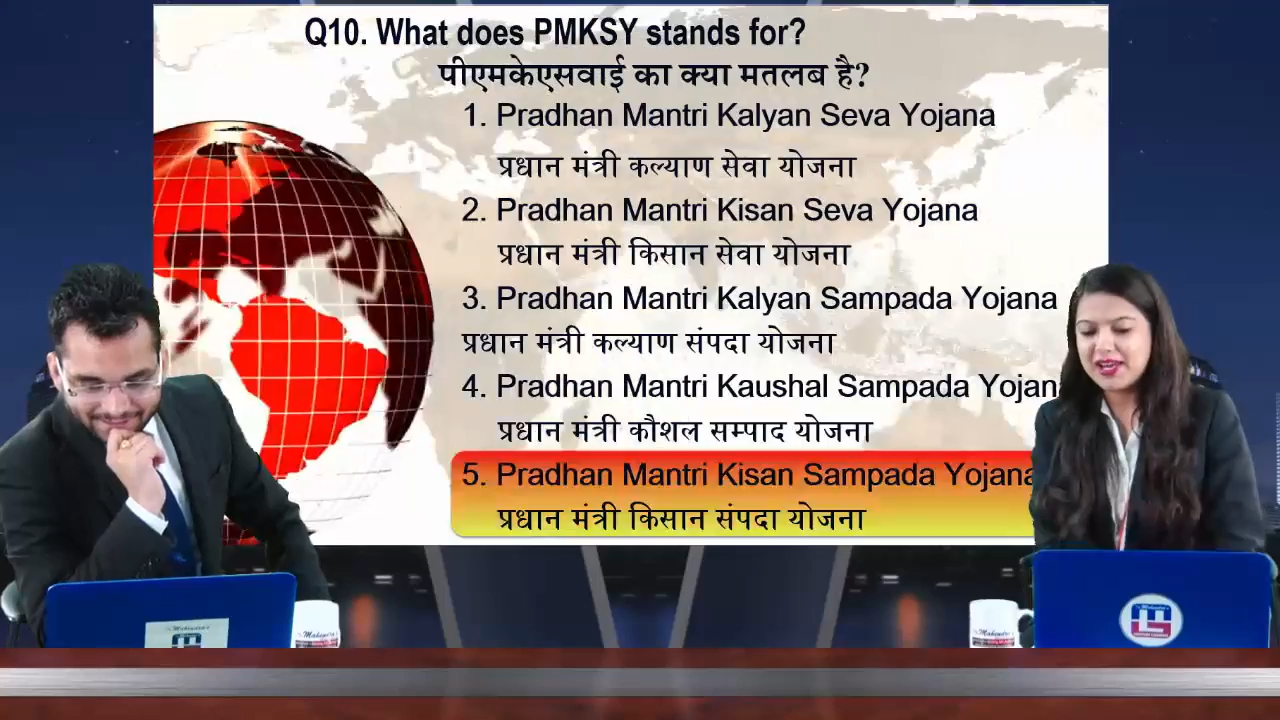 Q10. What does PMKSY stands for?
पीएमकेएसवाई का क्या मतलब है?
1. Pradhan Mantri Kalyan Seva Yojana
प्रधान मंत्री कल्याण सेवा योजना
2. Pradhan Mantri Kisan Seva Yojana
प्रधान मंत्री किसान सेवा योजना
3. Pradhan Mantri Kalyan Sampada Yojana
प्रधान मंत्री कल्याण संपदा योजना
4. Pradhan Mantri Kaushal Sampada Yojana
प्रधान मंत्री कौशल सम्पाद योजना
5. Pradhan Mantri Kisan Sampada Yojana
प्रधान मंत्री किसान संपदा योजना
Mahendra's
Mahendra's